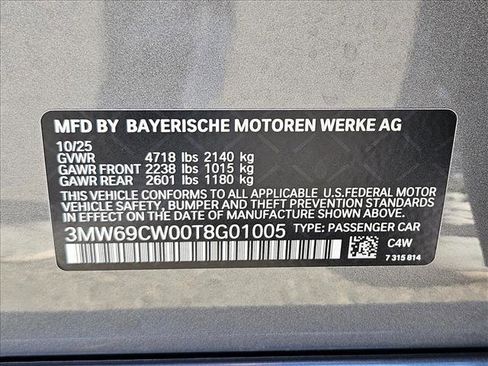 MFD BY BAYERISCHE MOTOREN WERKE AG
10/25
GVWR 4718 lbs 2140 kg
GAWR FRONT 2238 lbs 1015 kg
GAWR REAR 2601 lbs 1180 kg
THIS VEHICLE CONFORMS TO ALL APPLICABLE U.S.FEDERAL MOTOR
VEHICLE SAFETY, BUMPER AND THEFT PREVENTION STANDARDS
IN EFFECT ON THE DATE OF MANUFACTURE SHOWN ABOVE
3MW69CW00T8G01005 TYPE: PASSENGER CAR
C4W
7 315 814